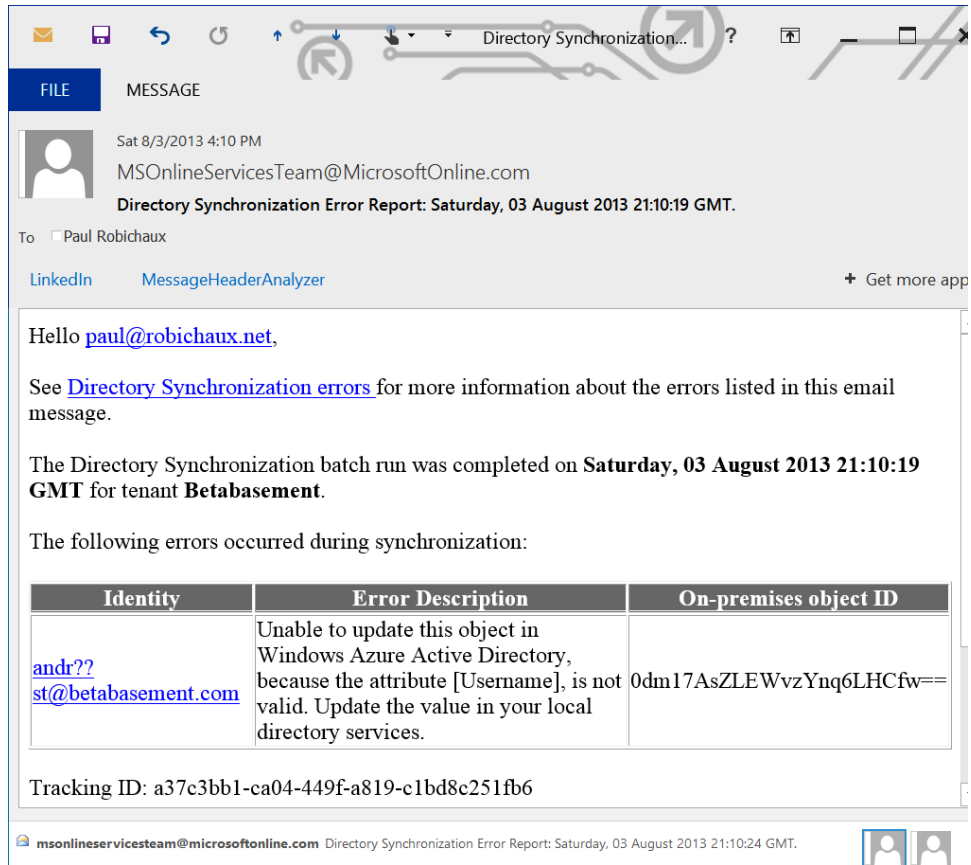 Directory Synchronization... ?
FILE MESSAGE
Sat 8/3/2013 4:10 PM
MSOnlineServicesTeam@MicrosoftOnline.com
Directory Synchronization Error Report: Saturday, 03 August 2013 21:10:19 GMT.
To Paul Robichaux
LinkedIn MessageHeaderAnalyzer + Get more app
Hello paul@robichaux.net,
See Directory Synchronization errors for more information about the errors listed in this email
message.
The Directory Synchronization batch run was completed on Saturday, 03 August 2013 21:10:19
GMT for tenant Betabasement.
The following errors occurred during synchronization:
Identity Error Description On-premises object ID
andr??
st@betabasement.com
Unable to update this object in
Windows Azure Active Directory,
because the attribute [Username], is not
valid. Update the value in your local
directory services.
0dm17AsZLEWvzYnq6LHCfw==
Tracking ID: a37c3bb1-ca04-449f-a819-c1bd8c251fb6
msonlineservicesteam@microsoftonline.com Directory Synchronization Error Report: Saturday, 03 August 2013 21:10:24 GMT.